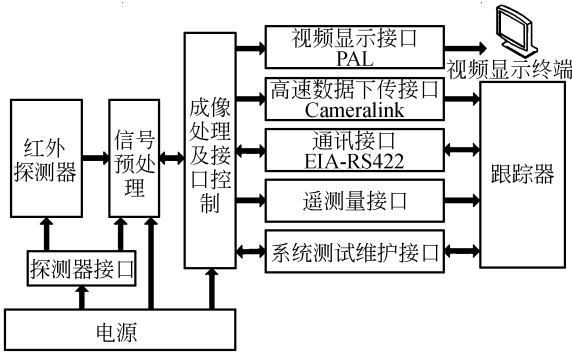 红外
探测器
信号
预处
理
成像
处理
及接
口控
制
视频显示接口
PAL
视频显示终端
高速数据下传接口
Cameralink
通讯接口
EIA-RS422
遥测量接口
系统测试维护接口
跟踪器
探测器接口
电源